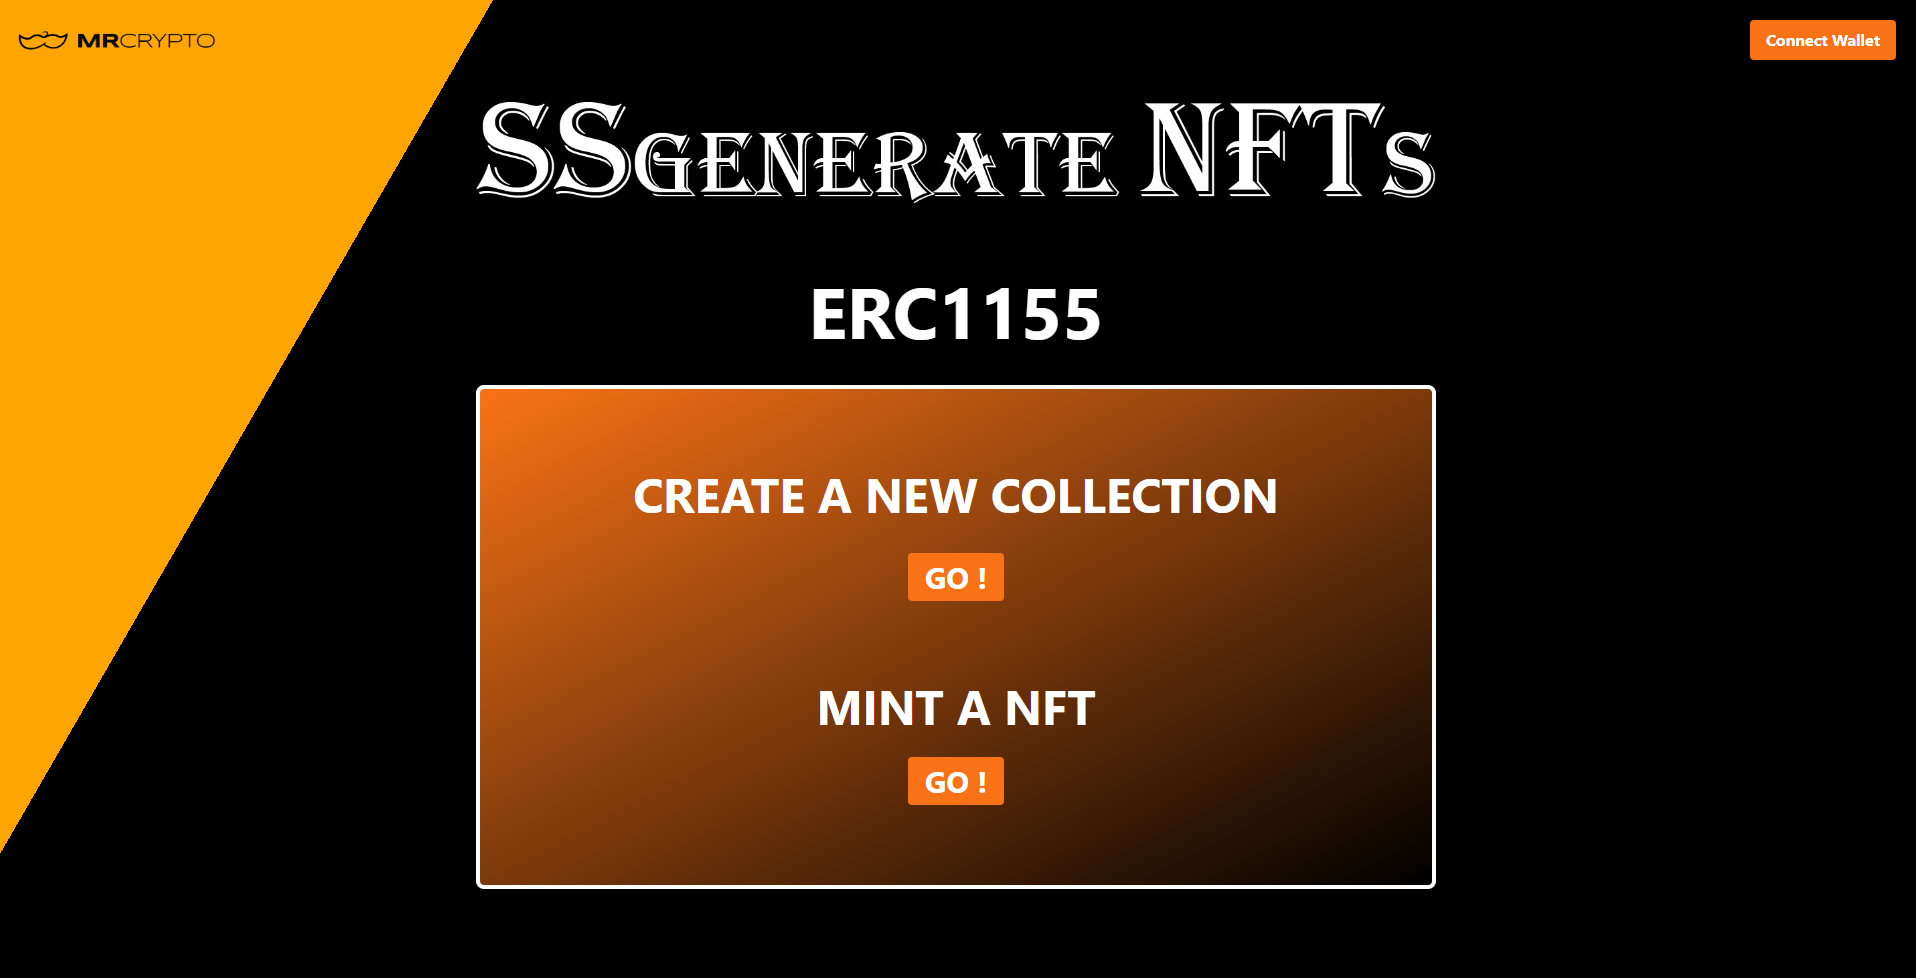 MRCRYPTO
Connect Wallet
SSGENERATE NFTS
ERC1155
CREATE A NEW COLLECTION
GO !
MINT A NFT
GO !